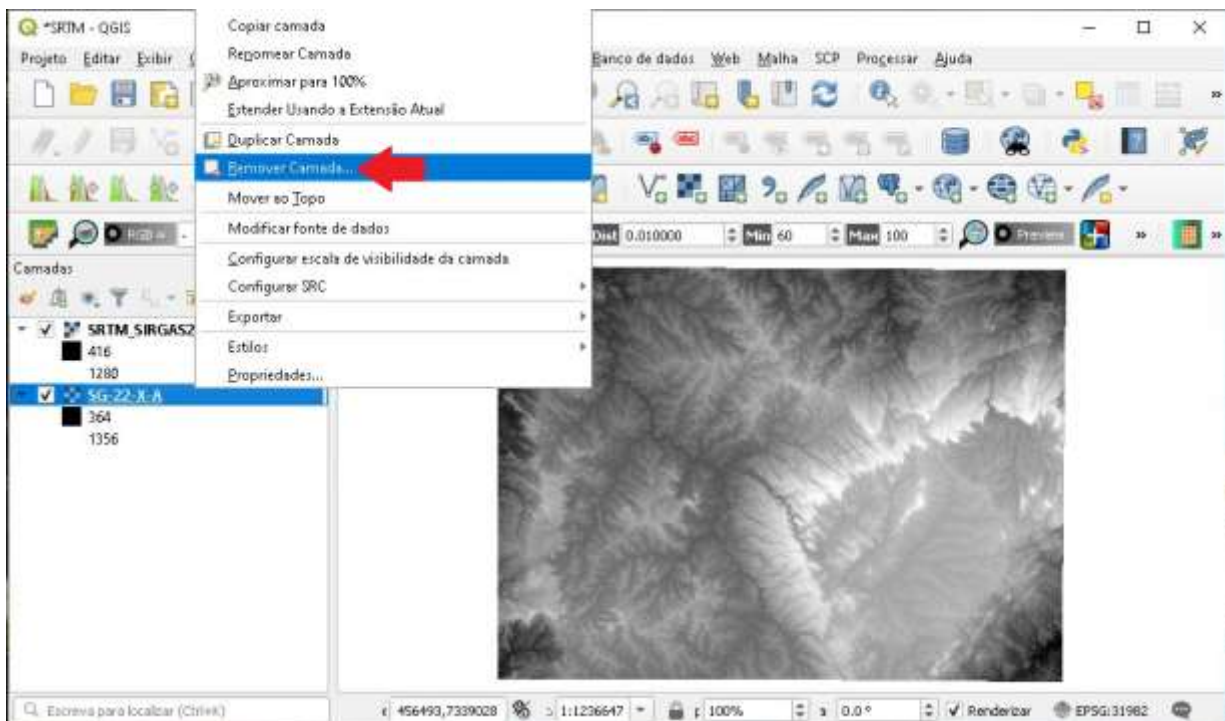 *SRTM - QGIS
Projeto Editar Exibir
Banco de dados Web Malha SCP Processar Ajuda
Copiar camada
Renomear Camada
Aproximar para 100%
Estender Usando a Extensão Atual
Duplicar Camada
Remover Camada...
Mover ao Topo
Modificar fonte de dados
Configurar escala de visibilidade da camada
Configurar SRC
Exportar
Estilos
Propriedades...
Dist 0.010000 Min 60 Max 100
Camadas
SRTM_SIRGAS2
416
1280
SG-22-X-A
364
1356
Escreva para localizar (Ctrl+K)
456493,7339028 1:1236647 100% 0.0 ° Renderizar EPSG:31982